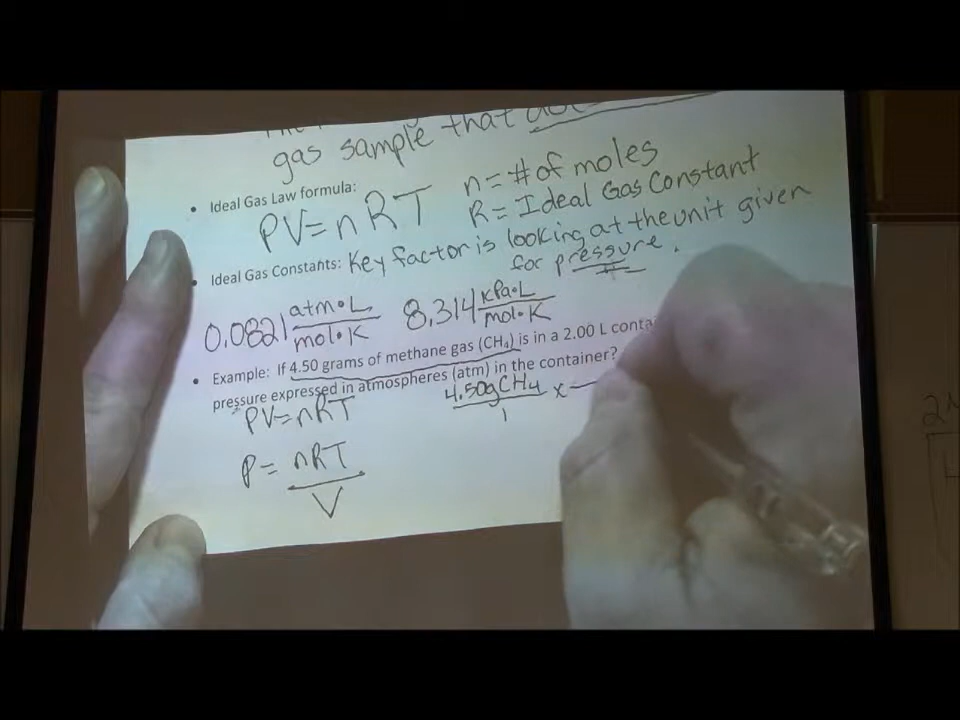 gas sample that
• Ideal Gas Law formula:
PV=nRT
n=# of moles
R= Ideal Gas Constant
• Ideal Gas Constants: Key factor is looking at the unit given
for pressure.
0.0821 atm•L/mol•K 8.314 kPa•L/mol•K
• Example: If 4.50 grams of methane gas (CH₄) is in a 2.00 L
pressure expressed in atmospheres (atm) in the container?
PV=nRT
4.50gCH₄/1 x
P = nRT/V